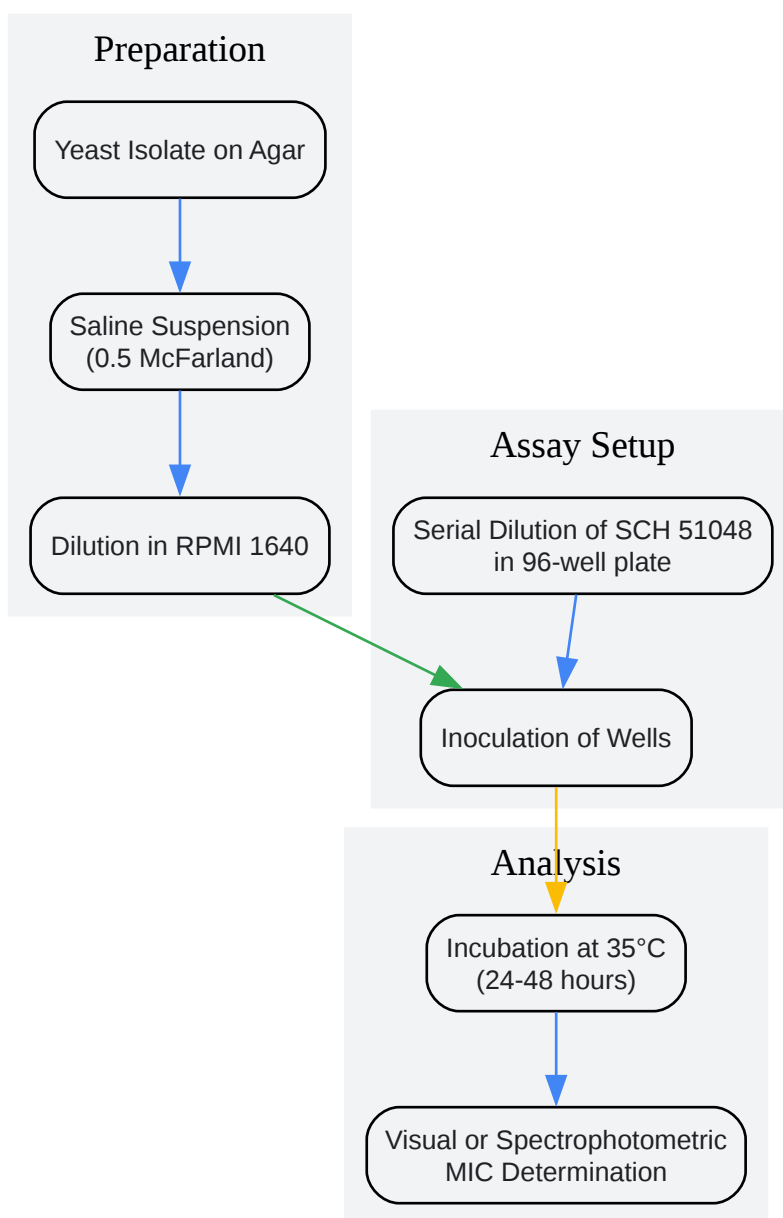 Preparation
Yeast Isolate on Agar
Saline Suspension
(0.5 McFarland)
Dilution in RPMI 1640
Assay Setup
Serial Dilution of SCH 51048
in 96-well plate
Inoculation of Wells
Analysis
Incubation at 35°C
(24-48 hours)
Visual or Spectrophotometric
MIC Determination